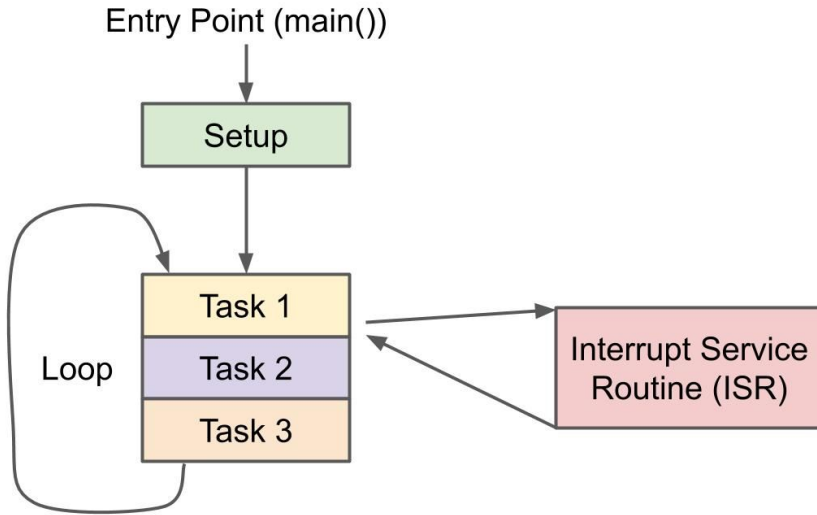 Entry Point (main())
Setup
Task 1
Loop
Task 2
Task 3
Interrupt Service
Routine (ISR)